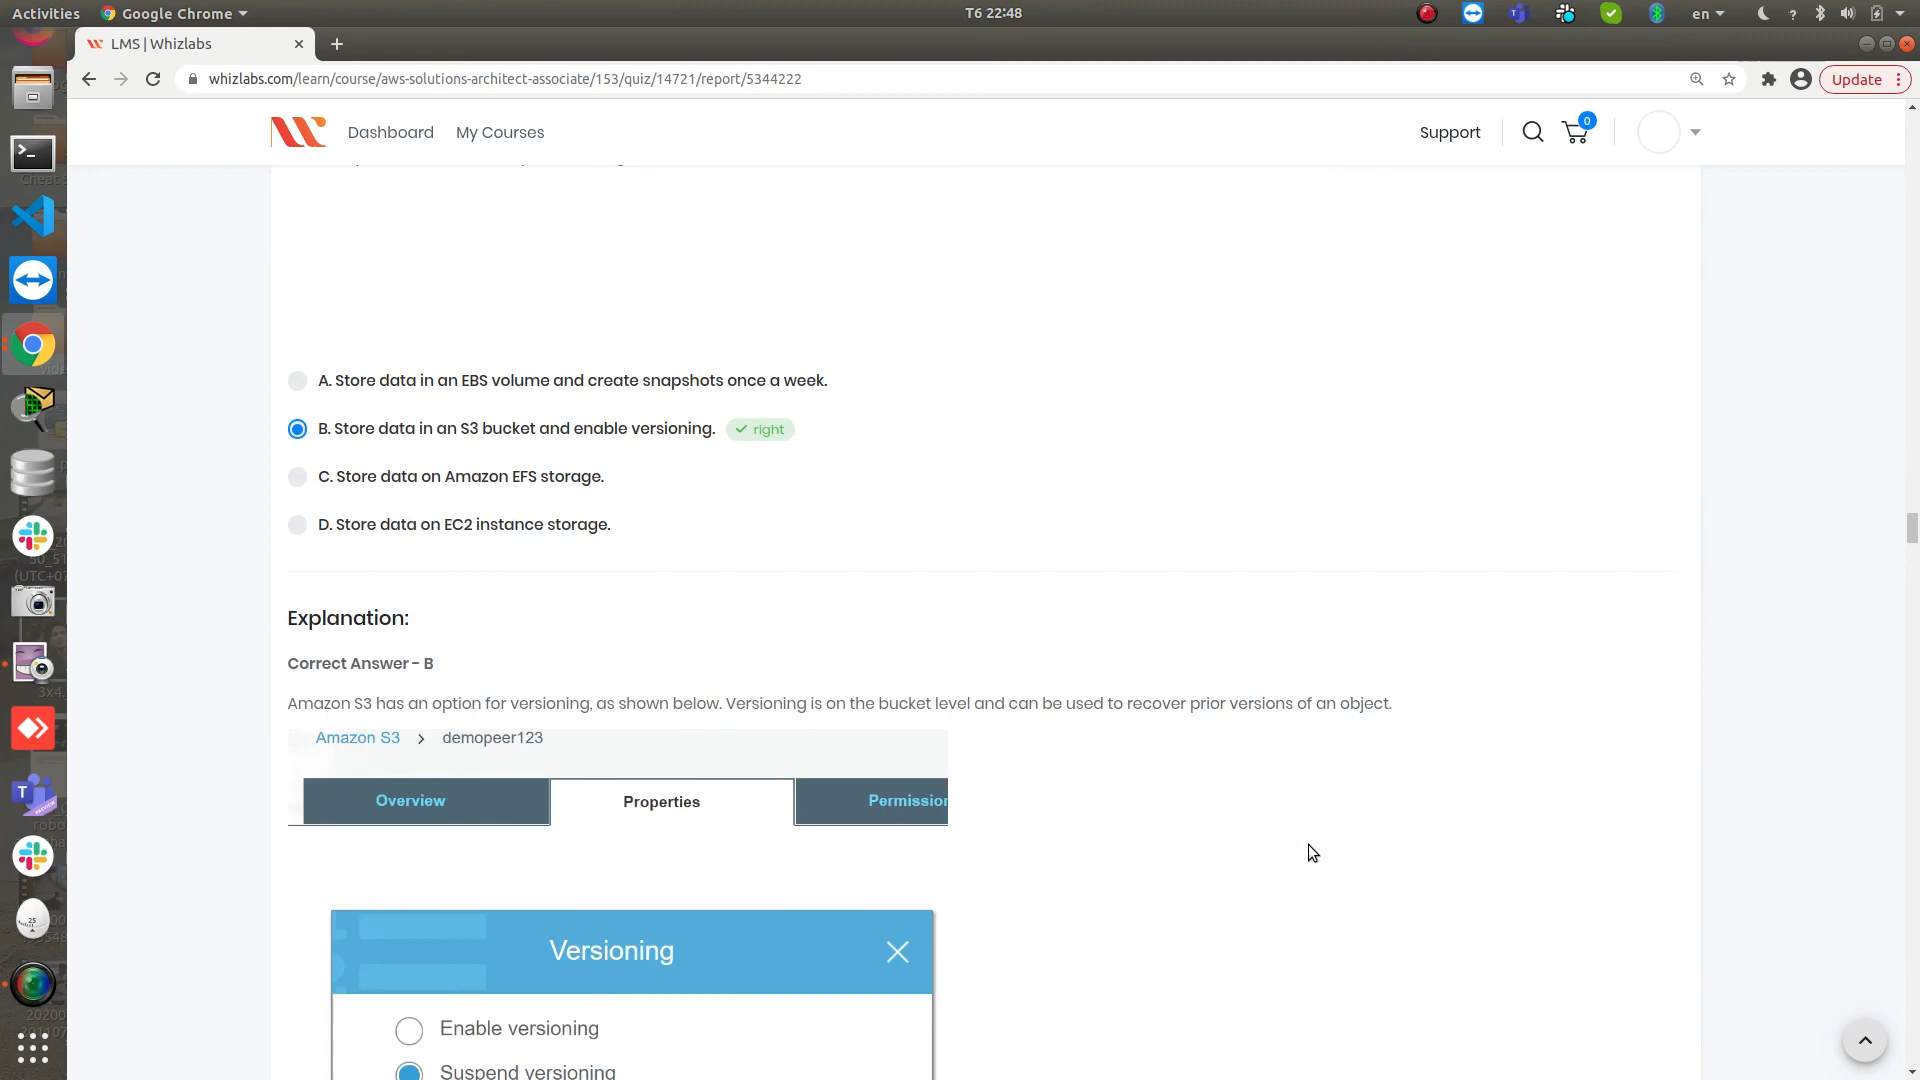 Activities
Google Chrome
T6 22:48
en
LMS | Whizlabs
whizlabs.com/learn/course/aws-solutions-architect-associate/153/quiz/14721/report/5344222
Update
Dashboard
My Courses
Support
0
A. Store data in an EBS volume and create snapshots once a week.
B. Store data in an S3 bucket and enable versioning.
right
C. Store data on Amazon EFS storage.
D. Store data on EC2 instance storage.
Explanation:
Correct Answer - B
Amazon S3 has an option for versioning, as shown below. Versioning is on the bucket level and can be used to recover prior versions of an object.
Amazon S3 > demopeer123
Overview
Properties
Versioning
Enable versioning
Suspend versioning